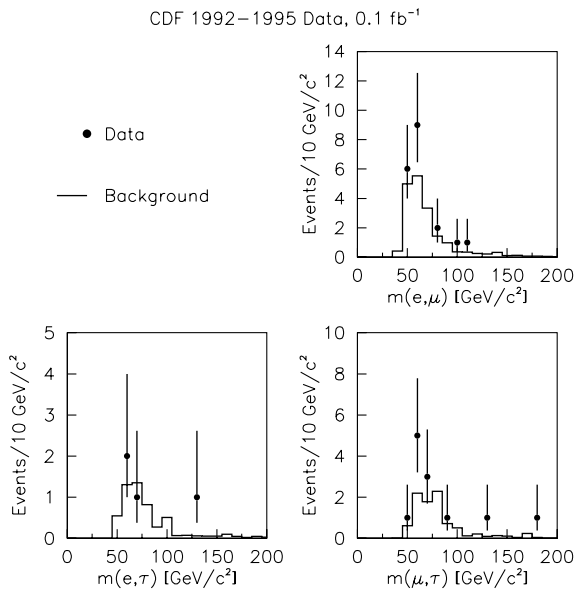 CDF 1992−1995 Data, 0.1 fb⁻¹
Data
Background
Events/10 GeV/c²
14
12
10
8
6
4
2
0
0 50 100 150 200
m(e,μ) [GeV/c²]
Events/10 GeV/c²
5
4
3
2
1
0
0 50 100 150 200
m(e,τ) [GeV/c²]
Events/10 GeV/c²
10
8
6
4
2
0
0 50 100 150 200
m(μ,τ) [GeV/c²]